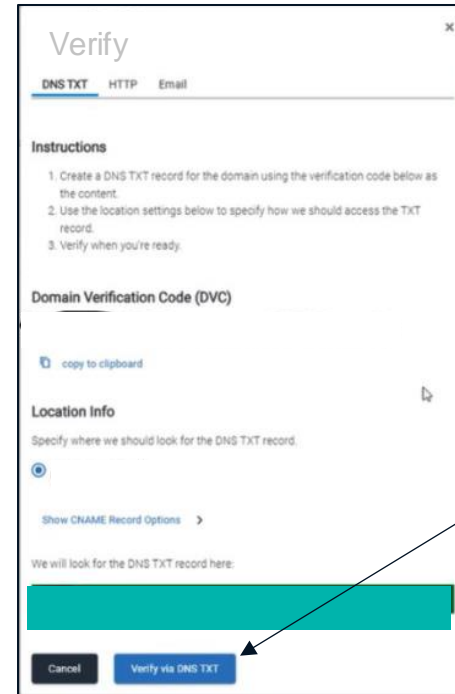 Verify
DNS TXT HTTP Email
Instructions
1. Create a DNS TXT record for the domain using the verification code below as
the content.
2. Use the location settings below to specify how we should access the TXT
record.
3. Verify when you're ready.
Domain Verification Code (DVC)
copy to clipboard
Location Info
Specify where we should look for the DNS TXT record.
Show CNAME Record Options
We will look for the DNS TXT record here:
Cancel Verify via DNS TXT